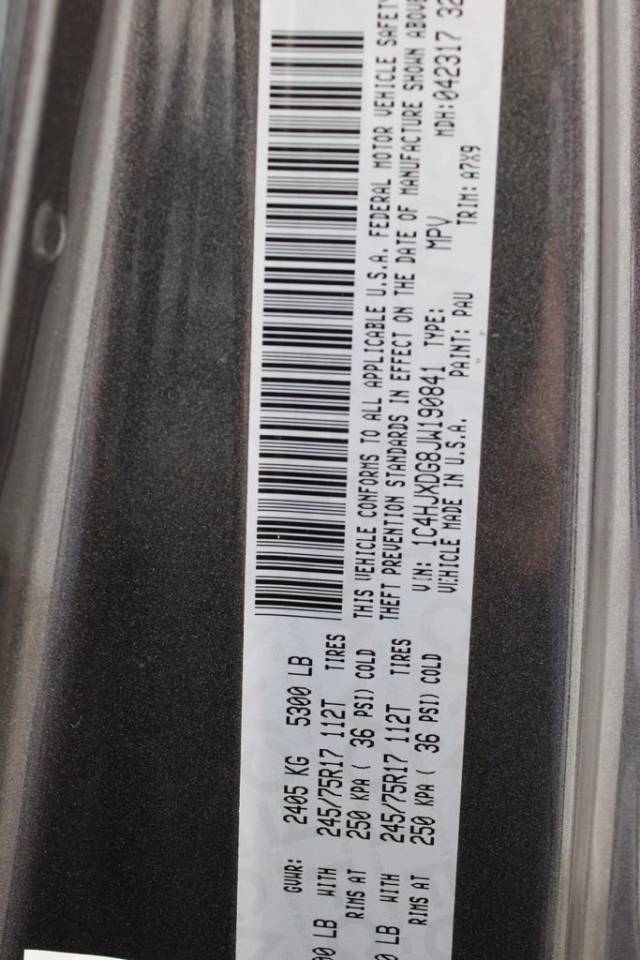 GVWR: 2405 KG 5300 LB
LB WITH 245/75R17 112T TIRES
RIMS AT 250 KPA ( 36 PSI) COLD
LB WITH 245/75R17 112T TIRES
RIMS AT 250 KPA ( 36 PSI) COLD
THIS VEHICLE CONFORMS TO ALL APPLICABLE U.S.A. FEDERAL MOTOR VEHICLE SAFETY
THEFT PREVENTION STANDARDS IN EFFECT ON THE DATE OF MANUFACTURE SHOWN ABOVE
VIN: 1C4HJXDG8JW190841 TYPE: MPV MDH:042317 32
VEHICLE MADE IN U.S.A. PAINT: PAU TRIM: A7X9